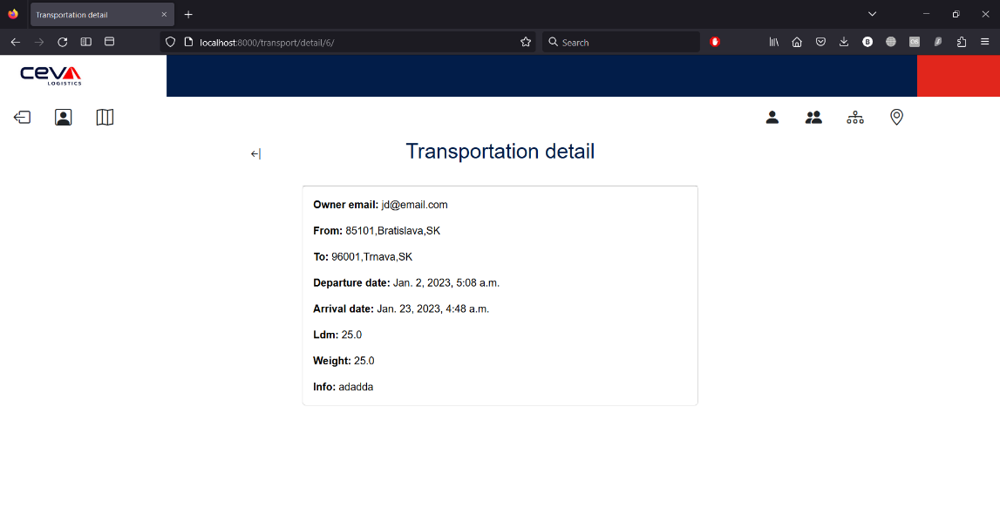 Transportation detail
localhost:8000/transport/detail/6/
Search
CEVA
LOGISTICS
Transportation detail
Owner email: jd@email.com
From: 85101,Bratislava,SK
To: 96001,Trnava,SK
Departure date: Jan. 2, 2023, 5:08 a.m.
Arrival date: Jan. 23, 2023, 4:48 a.m.
Ldm: 25.0
Weight: 25.0
Info: adadda